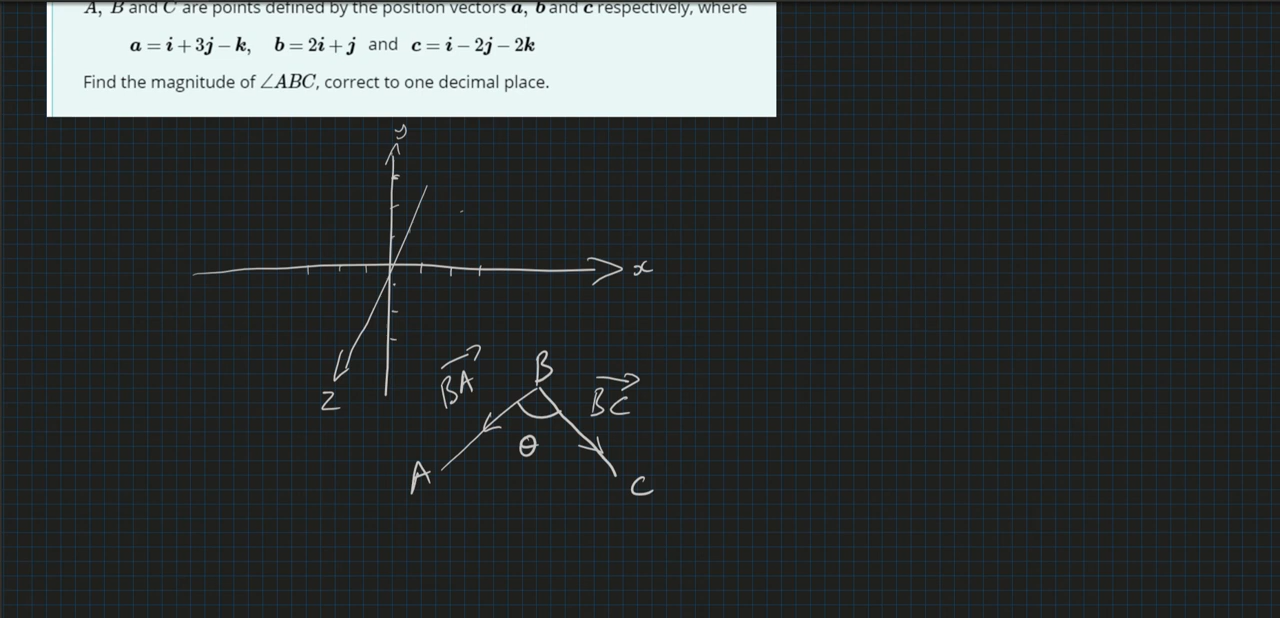 A, B and C are points defined by the position vectors a, b and c respectively, where
a = i + 3j − k, b = 2i + j and c = i − 2j − 2k
Find the magnitude of ∠ABC, correct to one decimal place.
y
x
z
B
BA
BC
θ
A
C